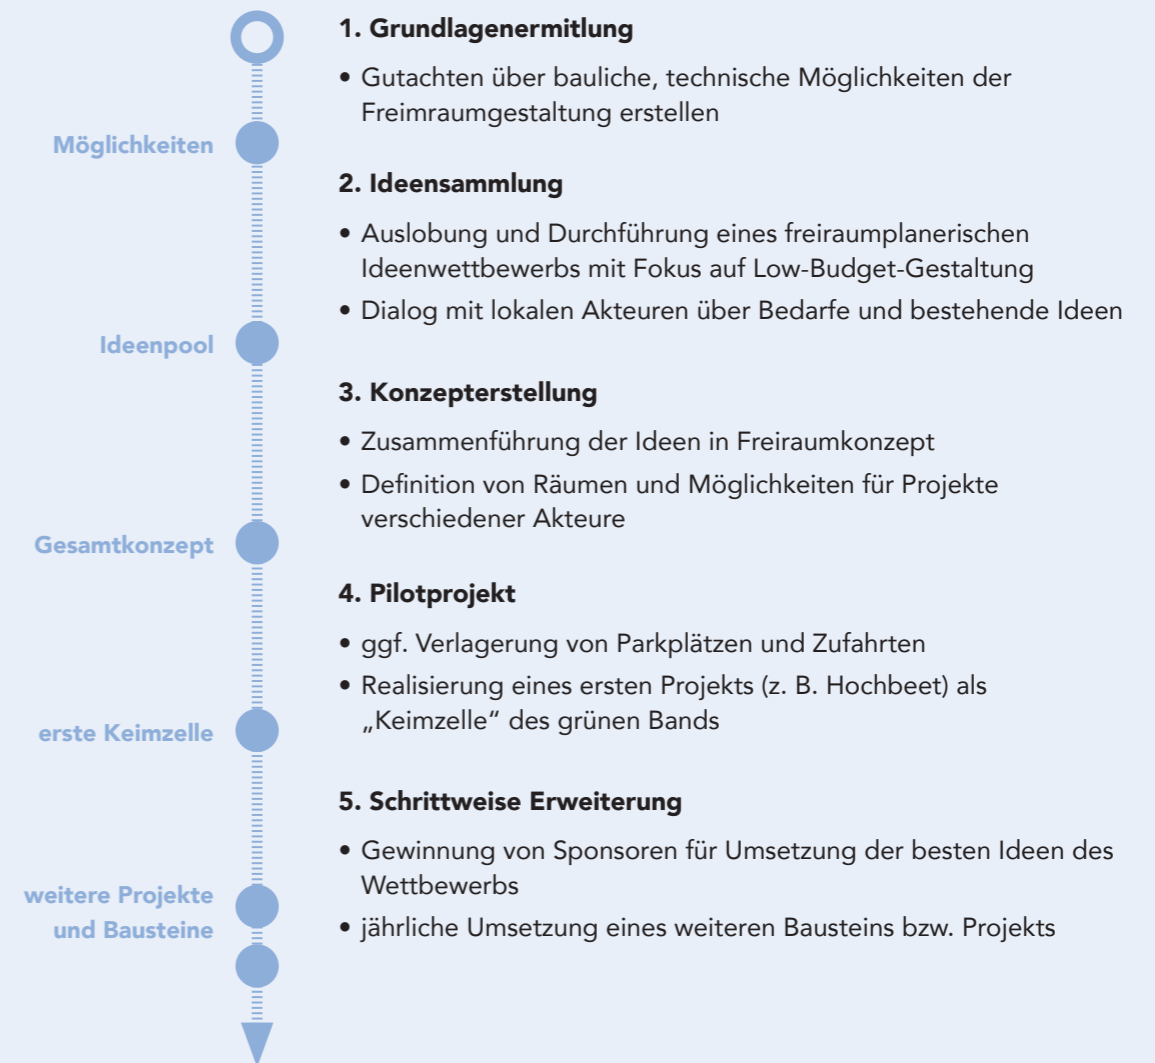 1. Grundlagenermitlung
• Gutachten über bauliche, technische Möglichkeiten der
Freimraumgestaltung erstellen
Möglichkeiten
2. Ideensammlung
• Auslobung und Durchführung eines freiraumplanerischen
Ideenwettbewerbs mit Fokus auf Low-Budget-Gestaltung
• Dialog mit lokalen Akteuren über Bedarfe und bestehende Ideen
Ideenpool
3. Konzepterstellung
• Zusammenführung der Ideen in Freiraumkonzept
• Definition von Räumen und Möglichkeiten für Projekte
verschiedener Akteure
Gesamtkonzept
4. Pilotprojekt
• ggf. Verlagerung von Parkplätzen und Zufahrten
• Realisierung eines ersten Projekts (z. B. Hochbeet) als
„Keimzelle“ des grünen Bands
erste Keimzelle
5. Schrittweise Erweiterung
• Gewinnung von Sponsoren für Umsetzung der besten Ideen des
Wettbewerbs
• jährliche Umsetzung eines weiteren Bausteins bzw. Projekts
weitere Projekte
und Bausteine